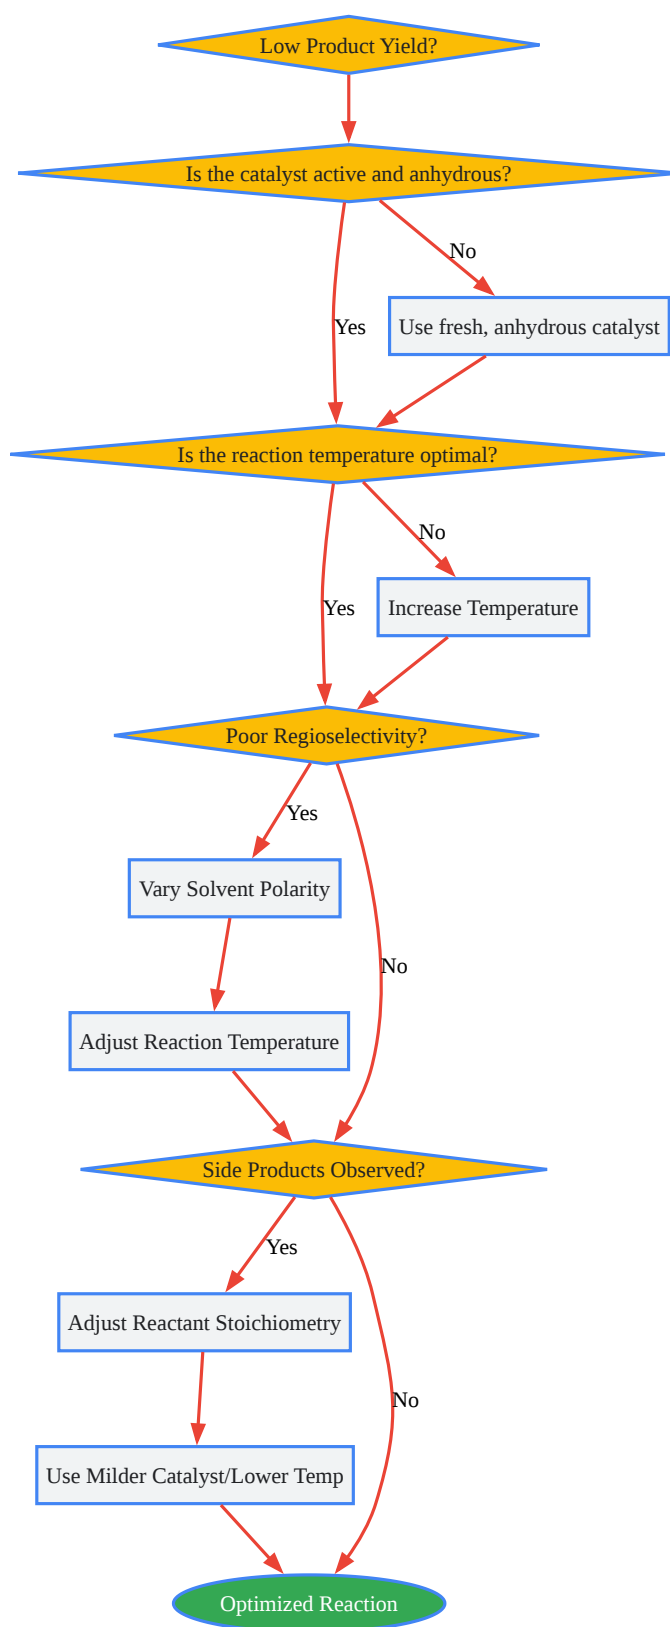 Low Product Yield?
Is the catalyst active and anhydrous?
No
Yes
Use fresh, anhydrous catalyst
Is the reaction temperature optimal?
No
Yes
Increase Temperature
Poor Regioselectivity?
Yes
Vary Solvent Polarity
No
Adjust Reaction Temperature
Side Products Observed?
Yes
Adjust Reactant Stoichiometry
No
Use Milder Catalyst/Lower Temp
Optimized Reaction